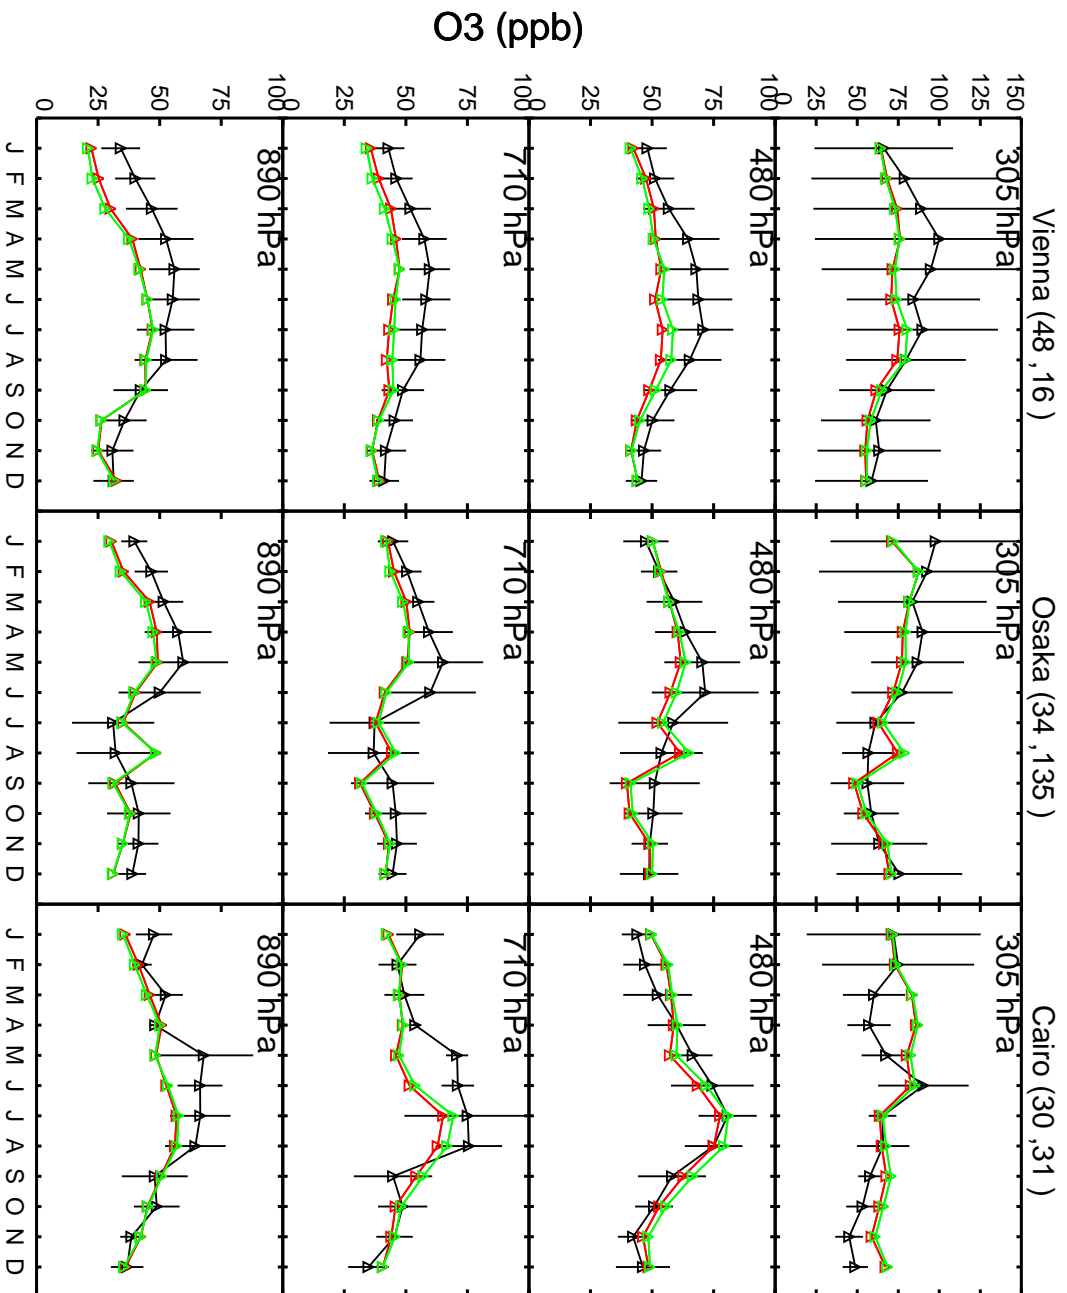 O3 (ppb)
0 25 50 75 100
0 50 75 100
0 50 75 100
0 25 50 75 100 125 150
Vienna (48 ,16 )
305 hPa
480 hPa
710 hPa
890 hPa
J F M A M J J A S O N D
Osaka (34 ,135 )
305 hPa
480 hPa
710 hPa
890 hPa
J F M A M J J A S O N D
Cairo (30 ,31 )
305 hPa
480 hPa
710 hPa
890 hPa
J F M A M J J A S O N D